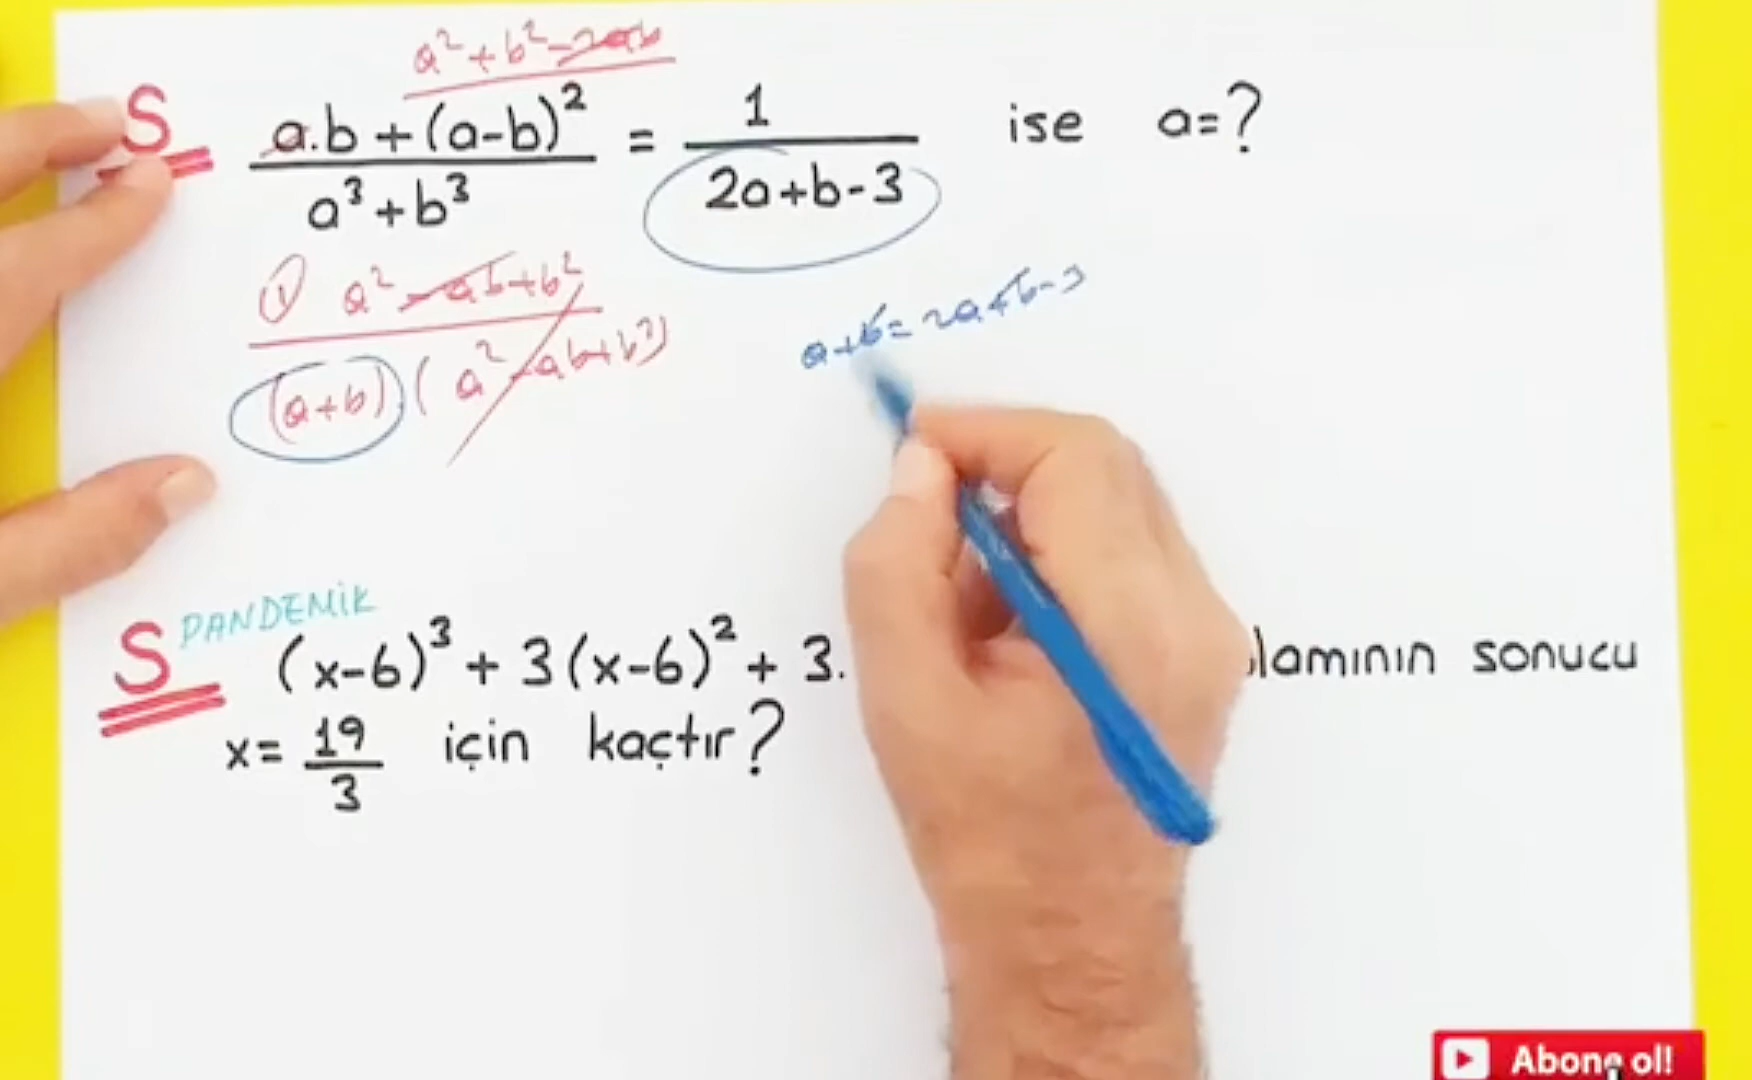 a² + b² - 2ab
S a.b + (a-b)² / a³ + b³ = 1 / 2a+b-3 ise a=?
① a² - ab + b² / (a+b).(a² - ab + b²)
a+b = 2a+b-3
PANDEMİK
S (x-6)³ + 3(x-6)² + 3. lamının sonucu
x = 19/3 için kaçtır?
Abone ol!